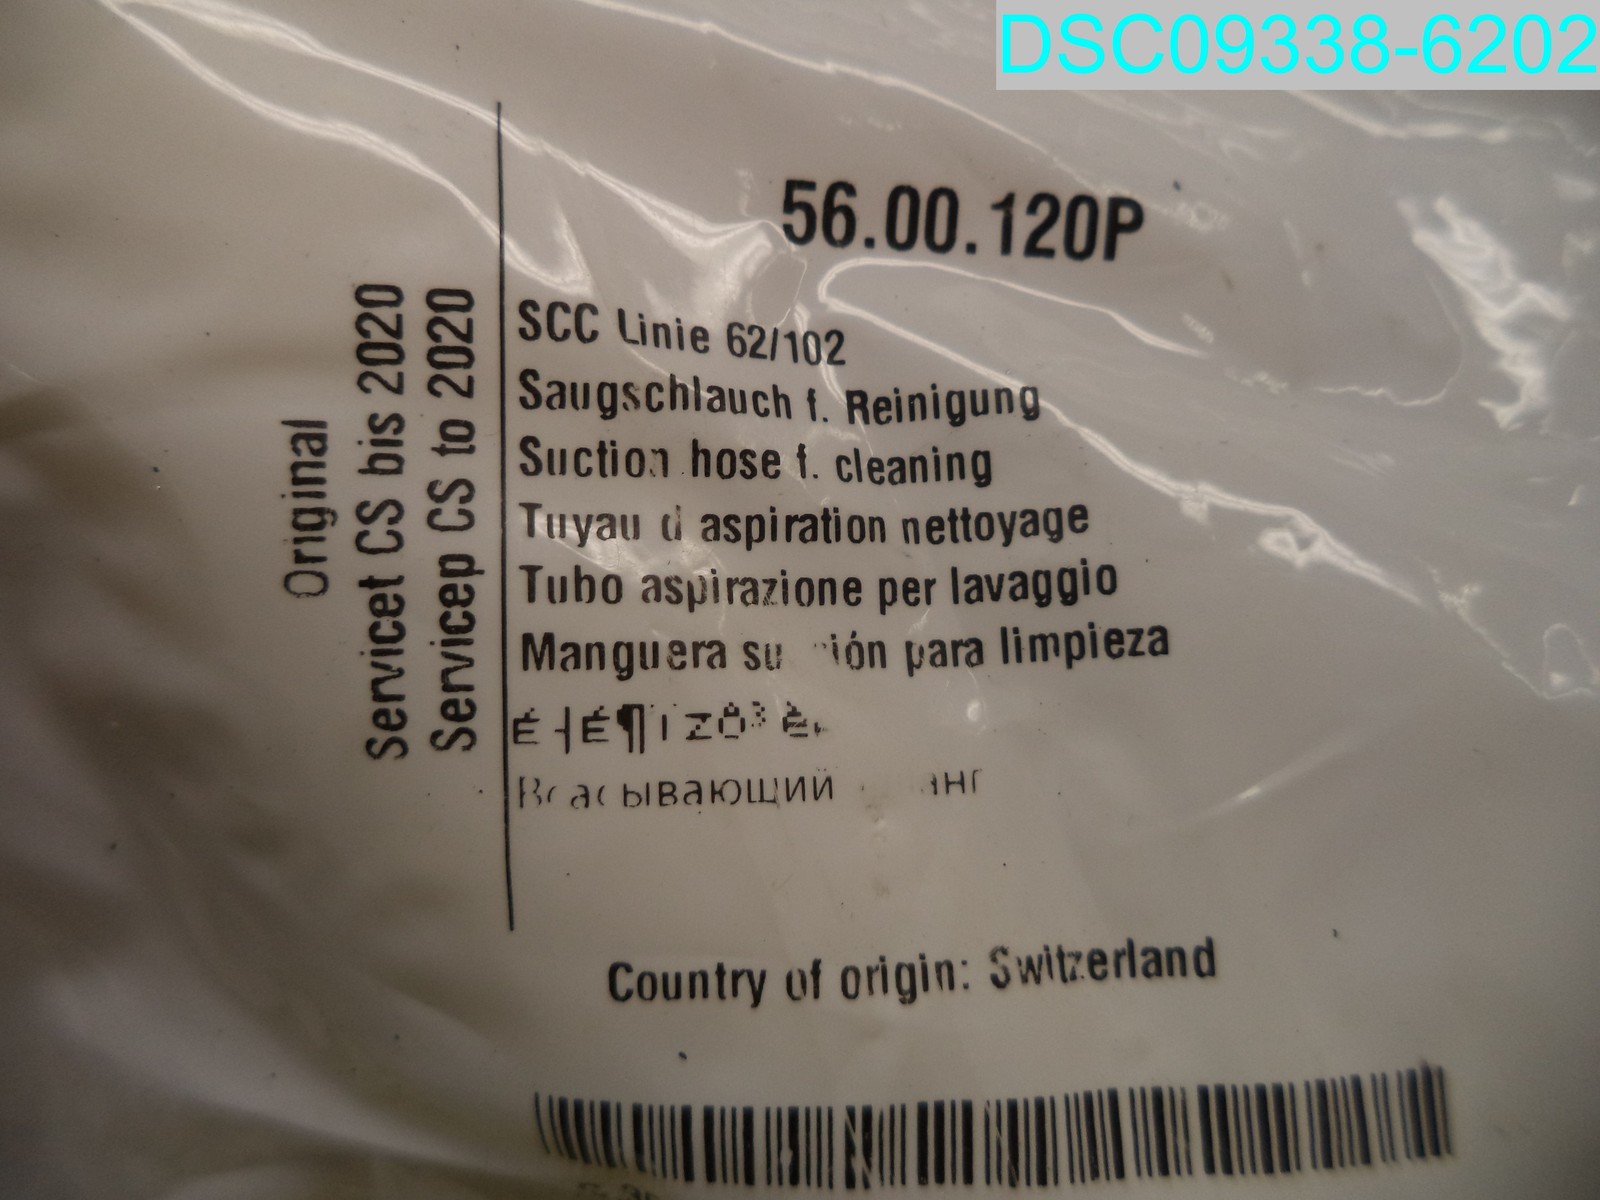 DSC09338-6202
56.00.120P
Original
Servicet CS bis 2020
Servicep CS to 2020
SCC Linie 62/102
Saugschlauch f. Reinigung
Suction hose f. cleaning
Tuyau d aspiration nettoyage
Tubo aspirazione per lavaggio
Manguera para limpieza
Всасывающий
Country of origin: Switzerland